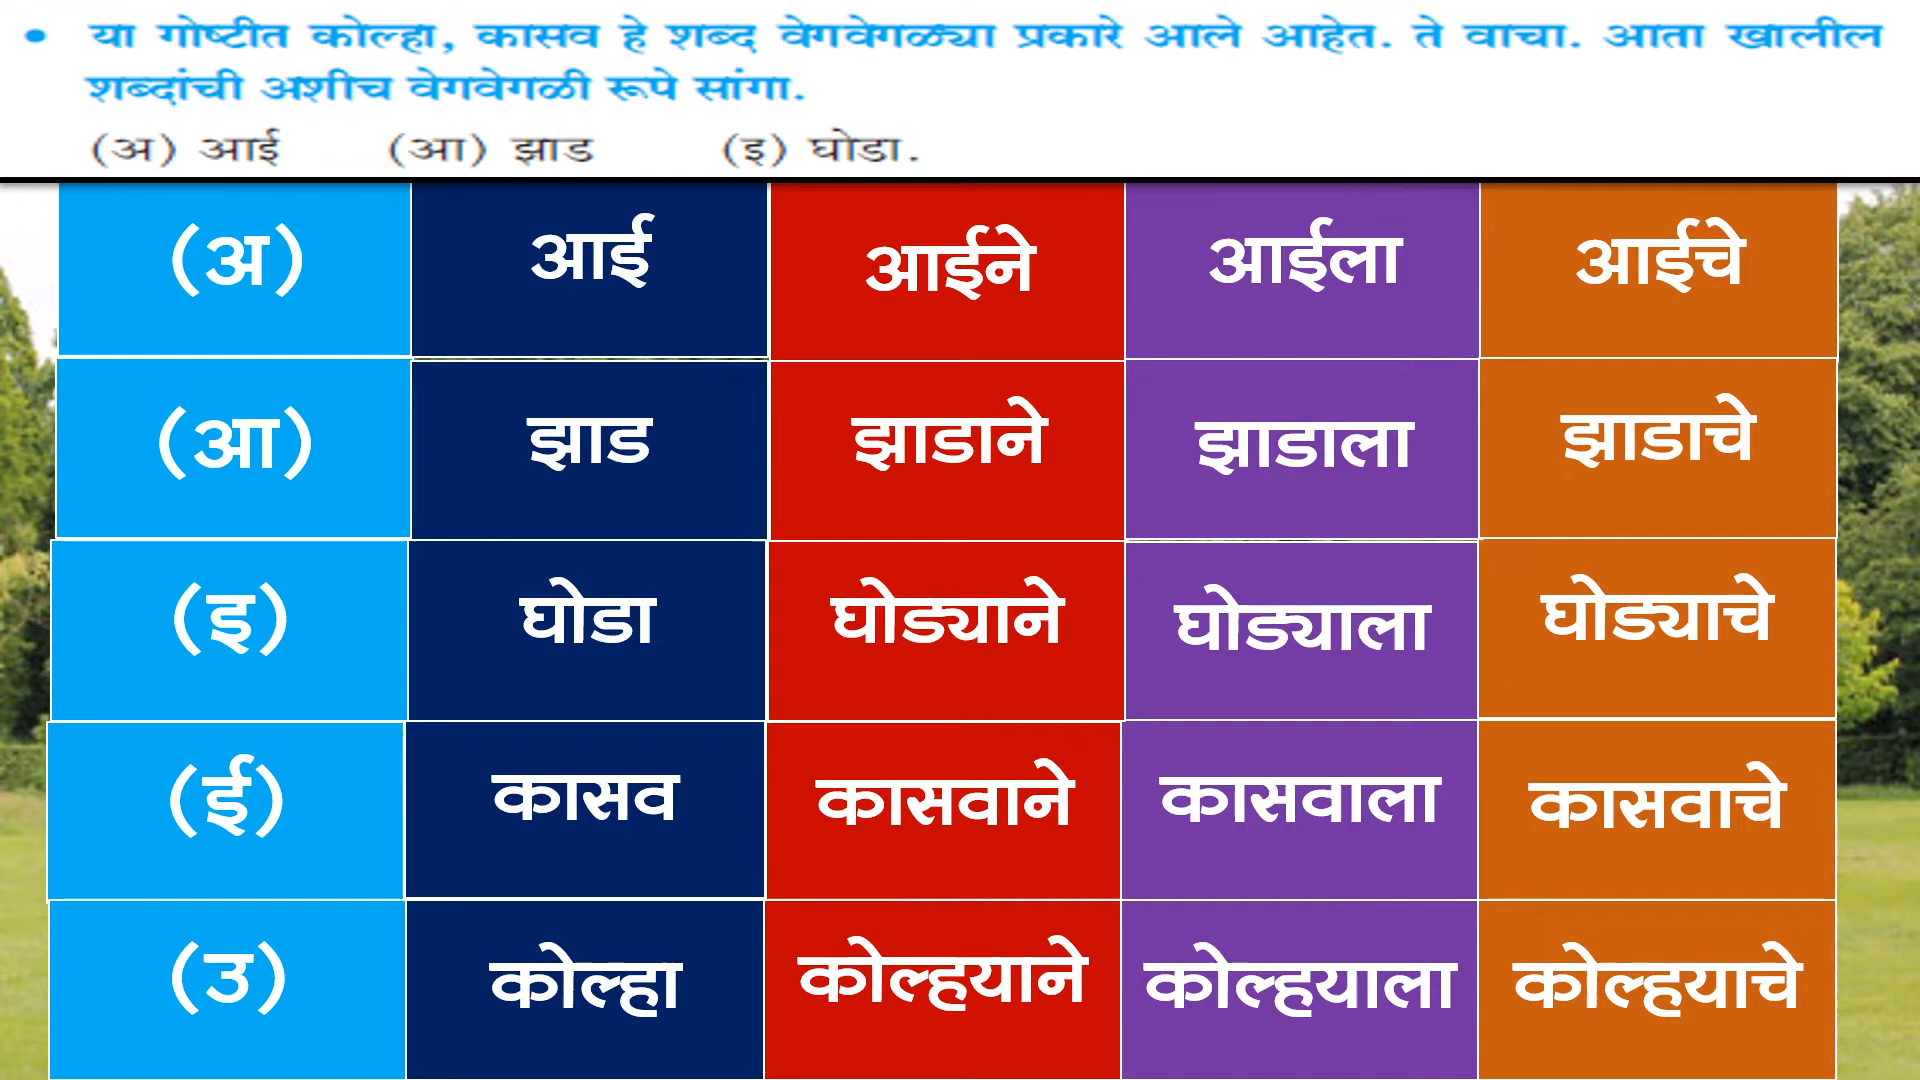 • या गोष्टीत कोल्हा, कासव हे शब्द वेगवेगळ्या प्रकारे आले आहेत. ते वाचा. आता खालील
शब्दांची अशीच वेगवेगळी रूपे सांगा.
(अ) आई (आ) झाड (इ) घोडा.
(अ) आई आईने आईला आईचे
(आ) झाड झाडाने झाडाला झाडाचे
(इ) घोडा घोड्याने घोड्याला घोड्याचे
(ई) कासव कासवाने कासवाला कासवाचे
(उ) कोल्हा कोल्हयाने कोल्हयाला कोल्हयाचे